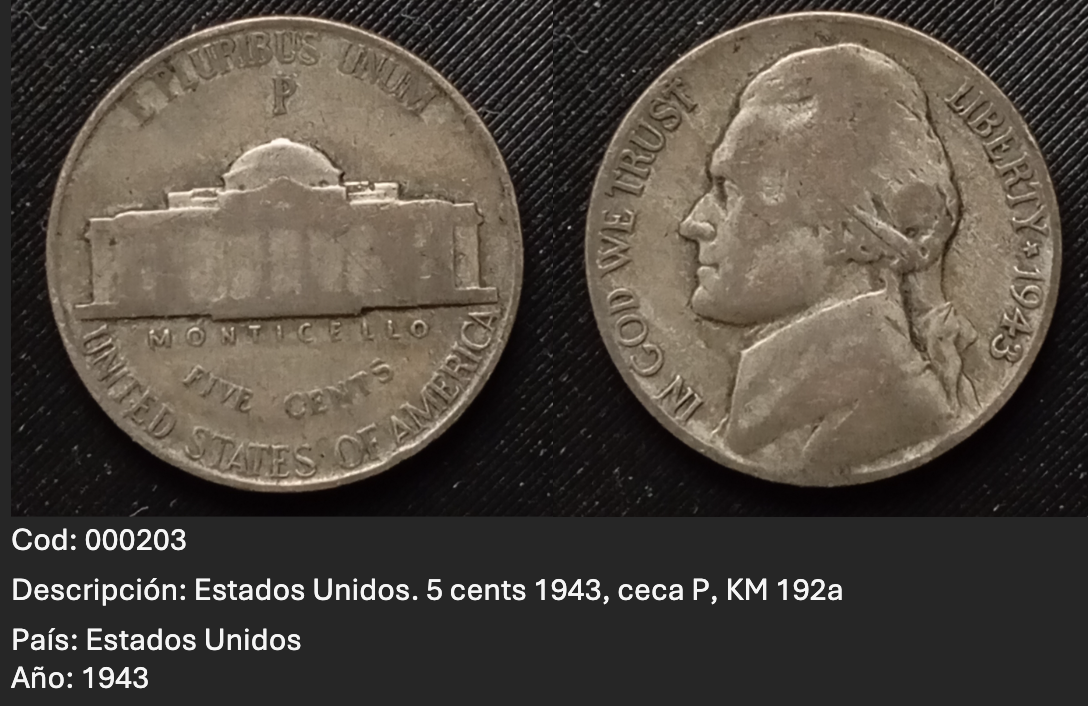 E PLURIBUS UNUM
P
MONTICELLO
FIVE CENTS
UNITED STATES OF AMERICA
IN GOD WE TRUST
LIBERTY * 1943
Cod: 000203
Descripción: Estados Unidos. 5 cents 1943, ceca P, KM 192a
País: Estados Unidos
Año: 1943